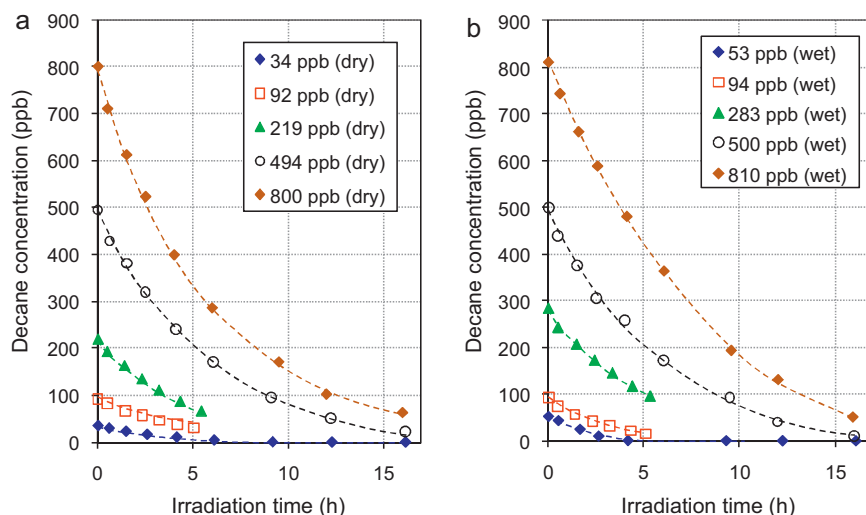 a
Decane concentration (ppb)
900
800
700
600
500
400
300
200
100
0
34 ppb (dry)
92 ppb (dry)
219 ppb (dry)
494 ppb (dry)
800 ppb (dry)
0
5
10
15
Irradiation time (h)
b
Decane concentration (ppb)
900
800
700
600
500
400
300
200
100
0
53 ppb (wet)
94 ppb (wet)
283 ppb (wet)
500 ppb (wet)
810 ppb (wet)
0
5
10
15
Irradiation time (h)